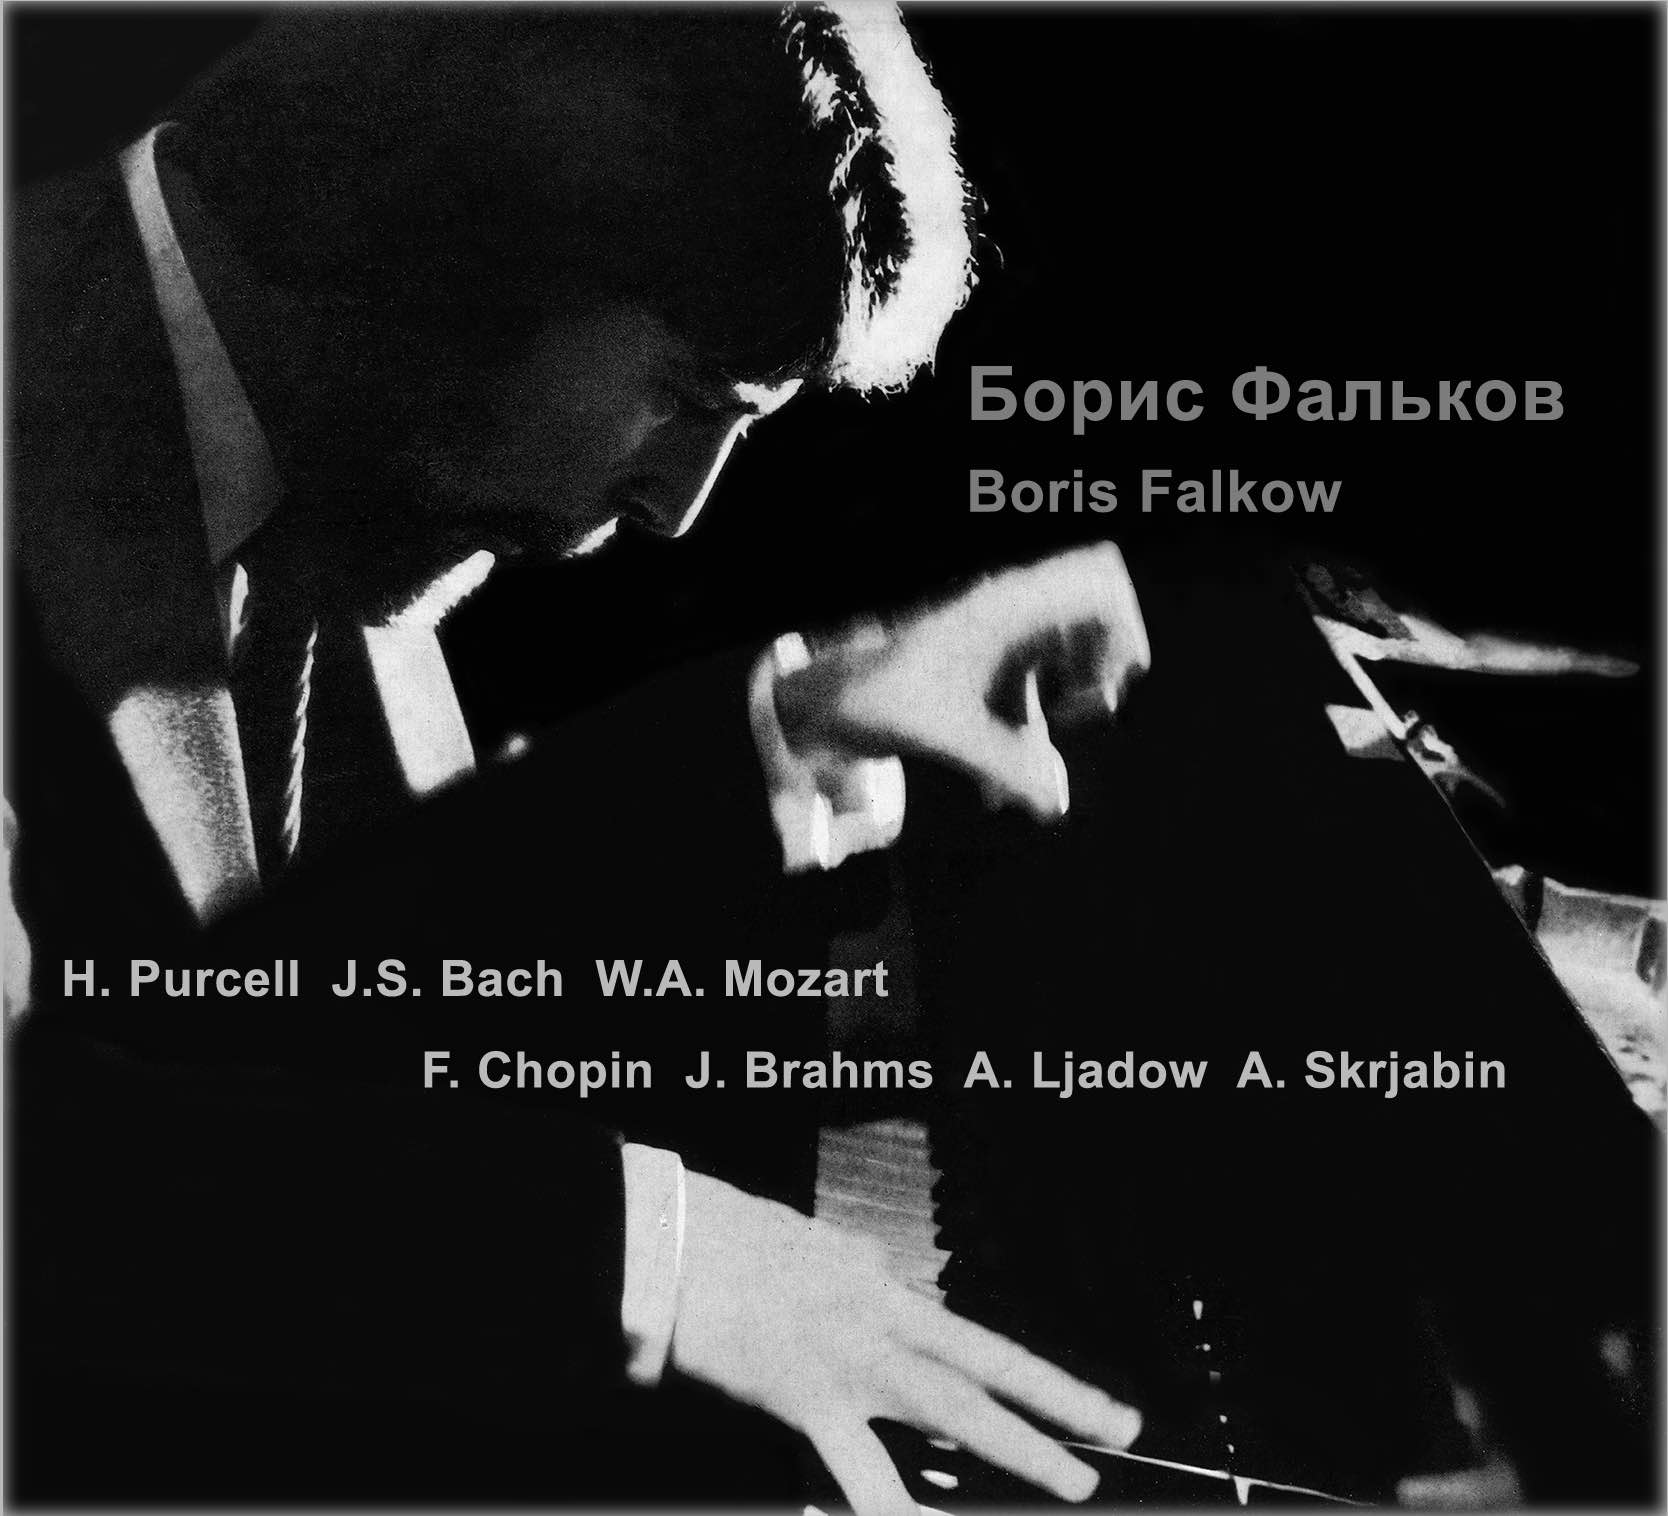 Борис Фальков
Boris Falkow
H. Purcell J.S. Bach W.A. Mozart
F. Chopin J. Brahms A. Ljadow A. Skrjabin